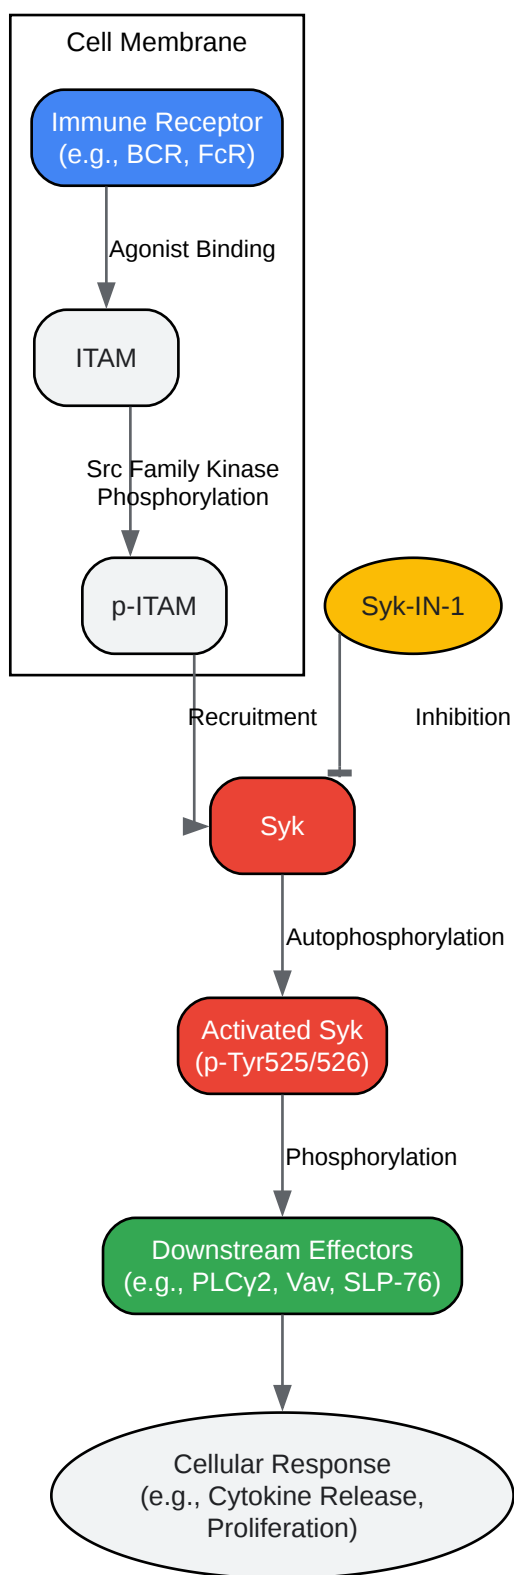 Cell Membrane
Immune Receptor
(e.g., BCR, FcR)
Agonist Binding
ITAM
Src Family Kinase
Phosphorylation
p-ITAM
Syk-IN-1
Recruitment
Inhibition
Syk
Autophosphorylation
Activated Syk
(p-Tyr525/526)
Phosphorylation
Downstream Effectors
(e.g., PLCγ2, Vav, SLP-76)
Cellular Response
(e.g., Cytokine Release,
Proliferation)